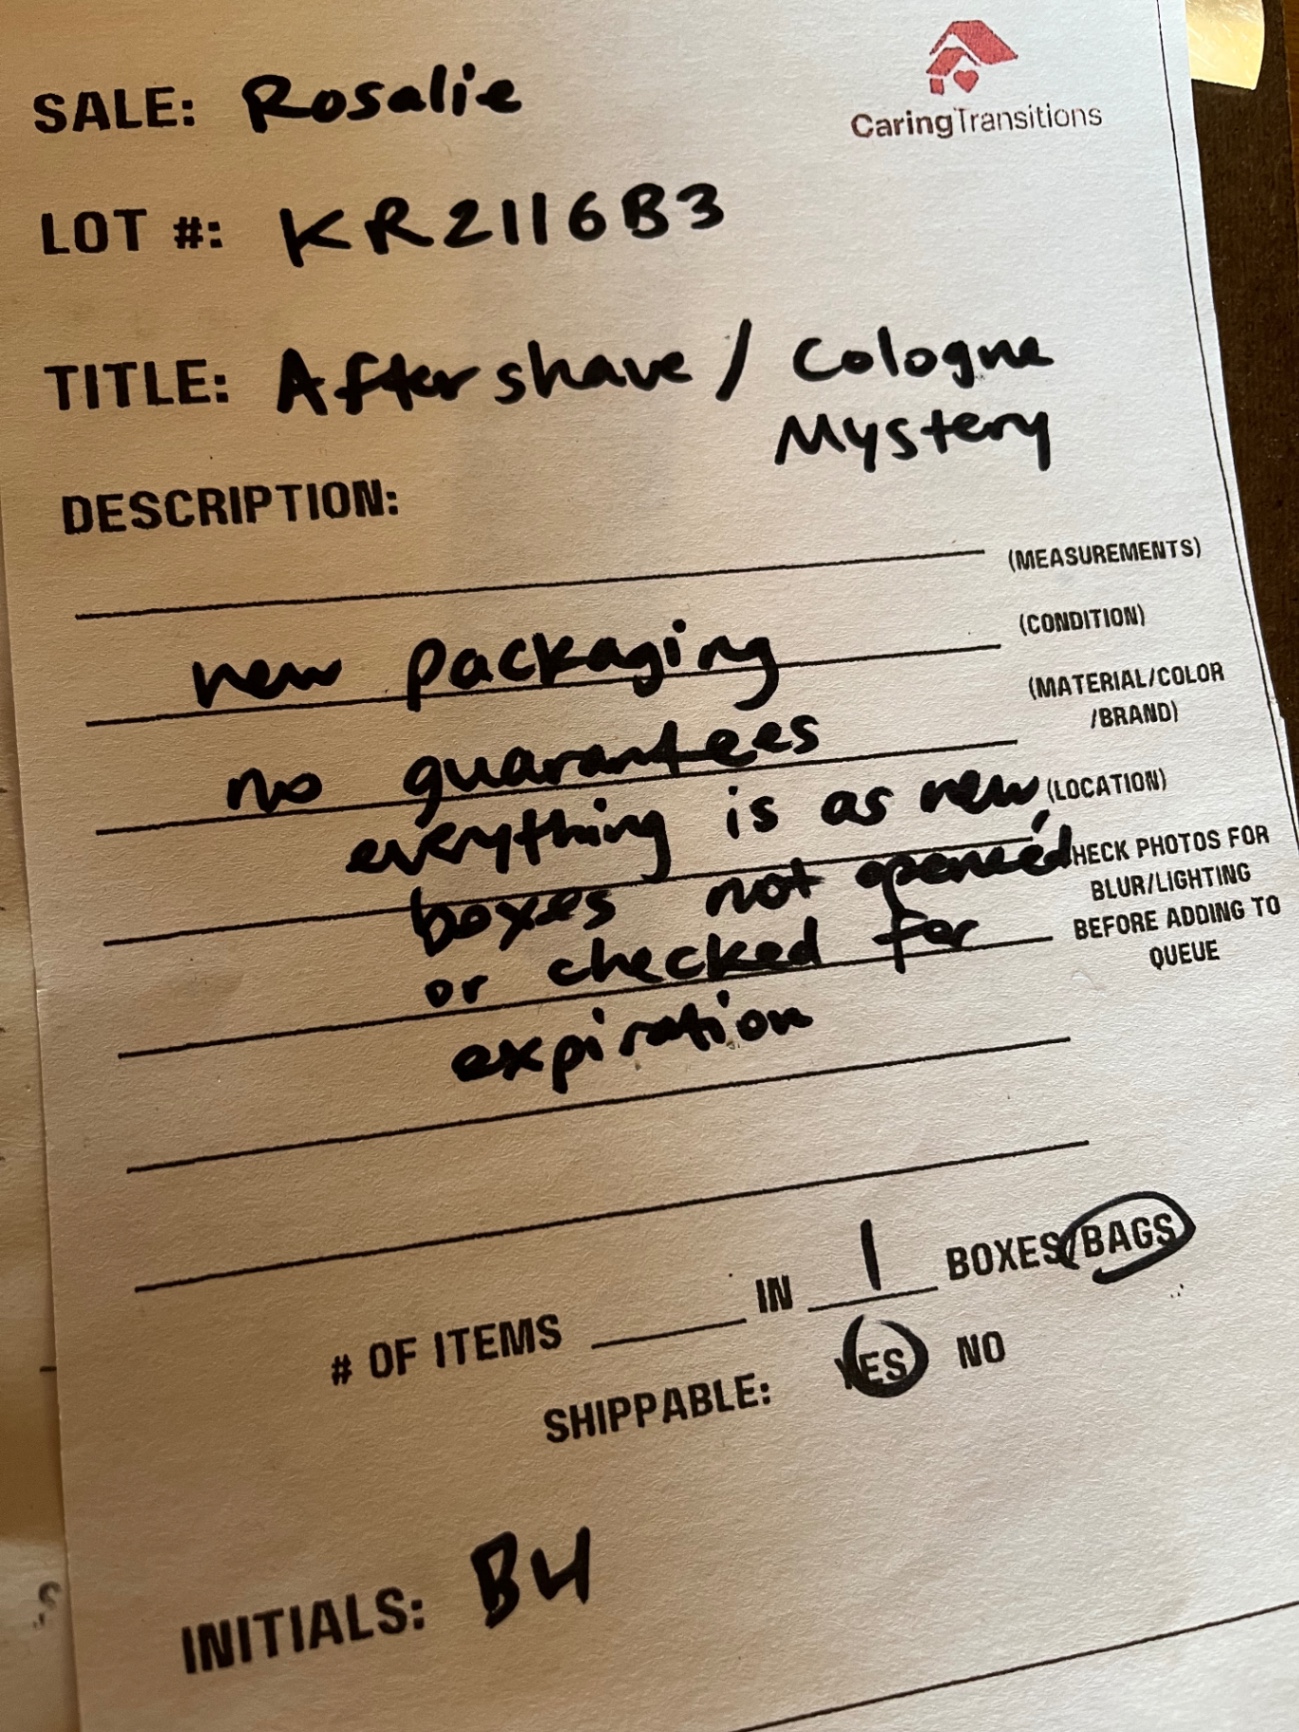 SALE: Rosalie
CaringTransitions
LOT #: KR2116B3
TITLE: Aftershave / Cologne
Mystery
DESCRIPTION:
(MEASUREMENTS)
new packaging (CONDITION)
no guarantees (MATERIAL/COLOR
/BRAND)
everything is as new, (LOCATION)
boxes not opened HECK PHOTOS FOR
BLUR/LIGHTING
or checked for BEFORE ADDING TO
QUEUE
expiration
# OF ITEMS IN 1 BOXES/BAGS
SHIPPABLE: YES NO
INITIALS: BH